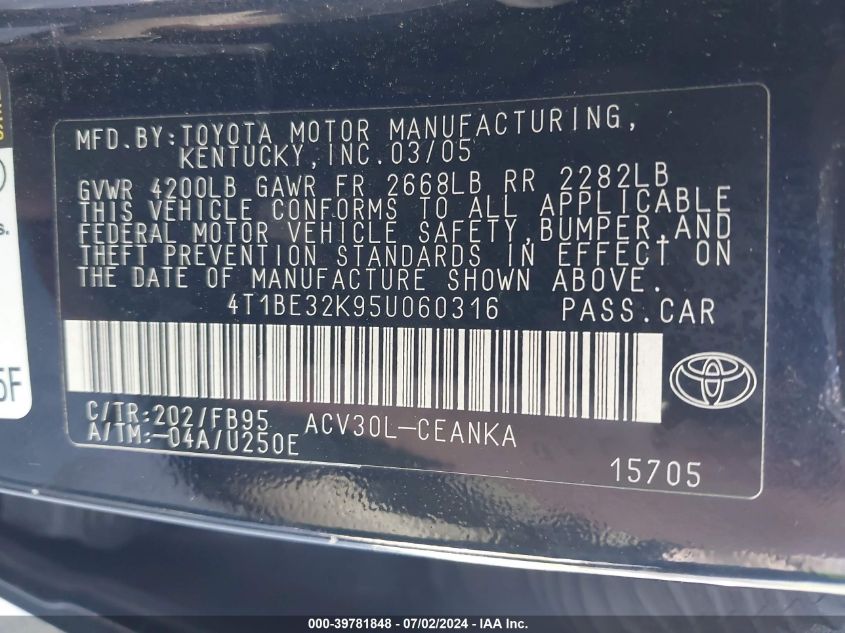 MFD.BY:TOYOTA MOTOR MANUFACTURING,
KENTUCKY,INC.03/05
GVWR 4200LB GAWR FR 2668LB RR 2282LB
THIS VEHICLE CONFORMS TO ALL APPLICABLE
FEDERAL MOTOR VEHICLE SAFETY,BUMPER,AND
THEFT PREVENTION STANDARDS IN EFFECT ON
THE DATE OF MANUFACTURE SHOWN ABOVE.
4T1BE32K95U060316 PASS.CAR
C/TR:202/FB95 ACV30L-CEANKA
A/TM:-04A/U250E
15705
s.
5F
000-39781848 - 07/02/2024 - IAA Inc.